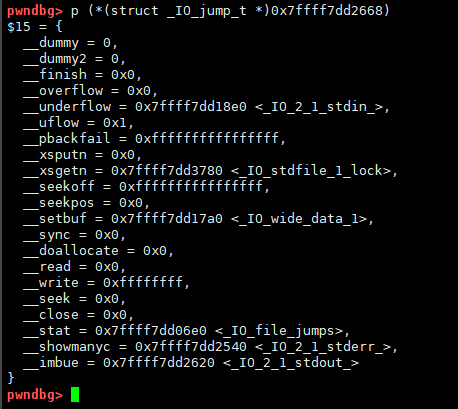 pwndbg> p (*(struct _IO_jump_t *)0x7ffff7dd2668)
$15 = {
  __dummy = 0,
  __dummy2 = 0,
  __finish = 0x0,
  __overflow = 0x0,
  __underflow = 0x7ffff7dd18e0 <_IO_2_1_stdin_>,
  __uflow = 0x1,
  __pbackfail = 0xffffffffffffffff,
  __xsputn = 0x0,
  __xsgetn = 0x7ffff7dd3780 <_IO_stdfile_1_lock>,
  __seekoff = 0xffffffffffffffff,
  __seekpos = 0x0,
  __setbuf = 0x7ffff7dd17a0 <_IO_wide_data_1>,
  __sync = 0x0,
  __doallocate = 0x0,
  __read = 0x0,
  __write = 0xffffffff,
  __seek = 0x0,
  __close = 0x0,
  __stat = 0x7ffff7dd06e0 <_IO_file_jumps>,
  __showmanyc = 0x7ffff7dd2540 <_IO_2_1_stderr_>,
  __imbue = 0x7ffff7dd2620 <_IO_2_1_stdout_>
}
pwndbg>